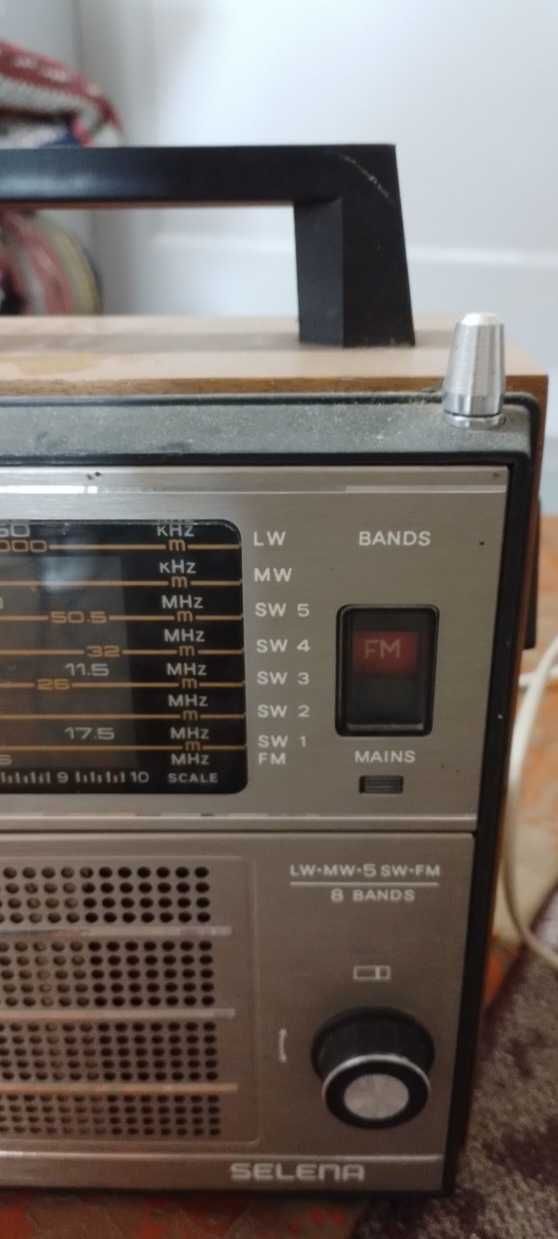 kHz LW BANDS
000 m
kHz MW
m
MHz SW 5
50.5 m
MHz SW 4
32 m
11.5 MHz SW 3
26 m
MHz SW 2
m
17.5 MHz SW 1
m
MHz FM
9 10 SCALE
FM
MAINS
LW·MW·5 SW·FM
8 BANDS
SELENA